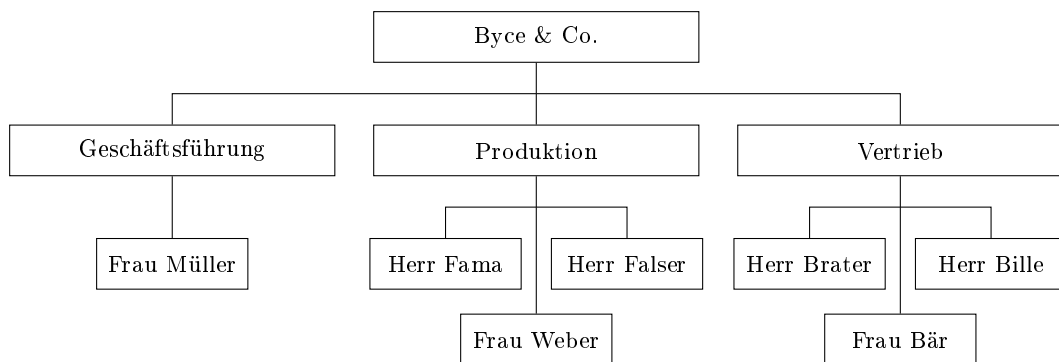 Byce & Co.
Geschäftsführung
Produktion
Vertrieb
Frau Müller
Herr Fama
Herr Falser
Herr Brater
Herr Bille
Frau Weber
Frau Bär